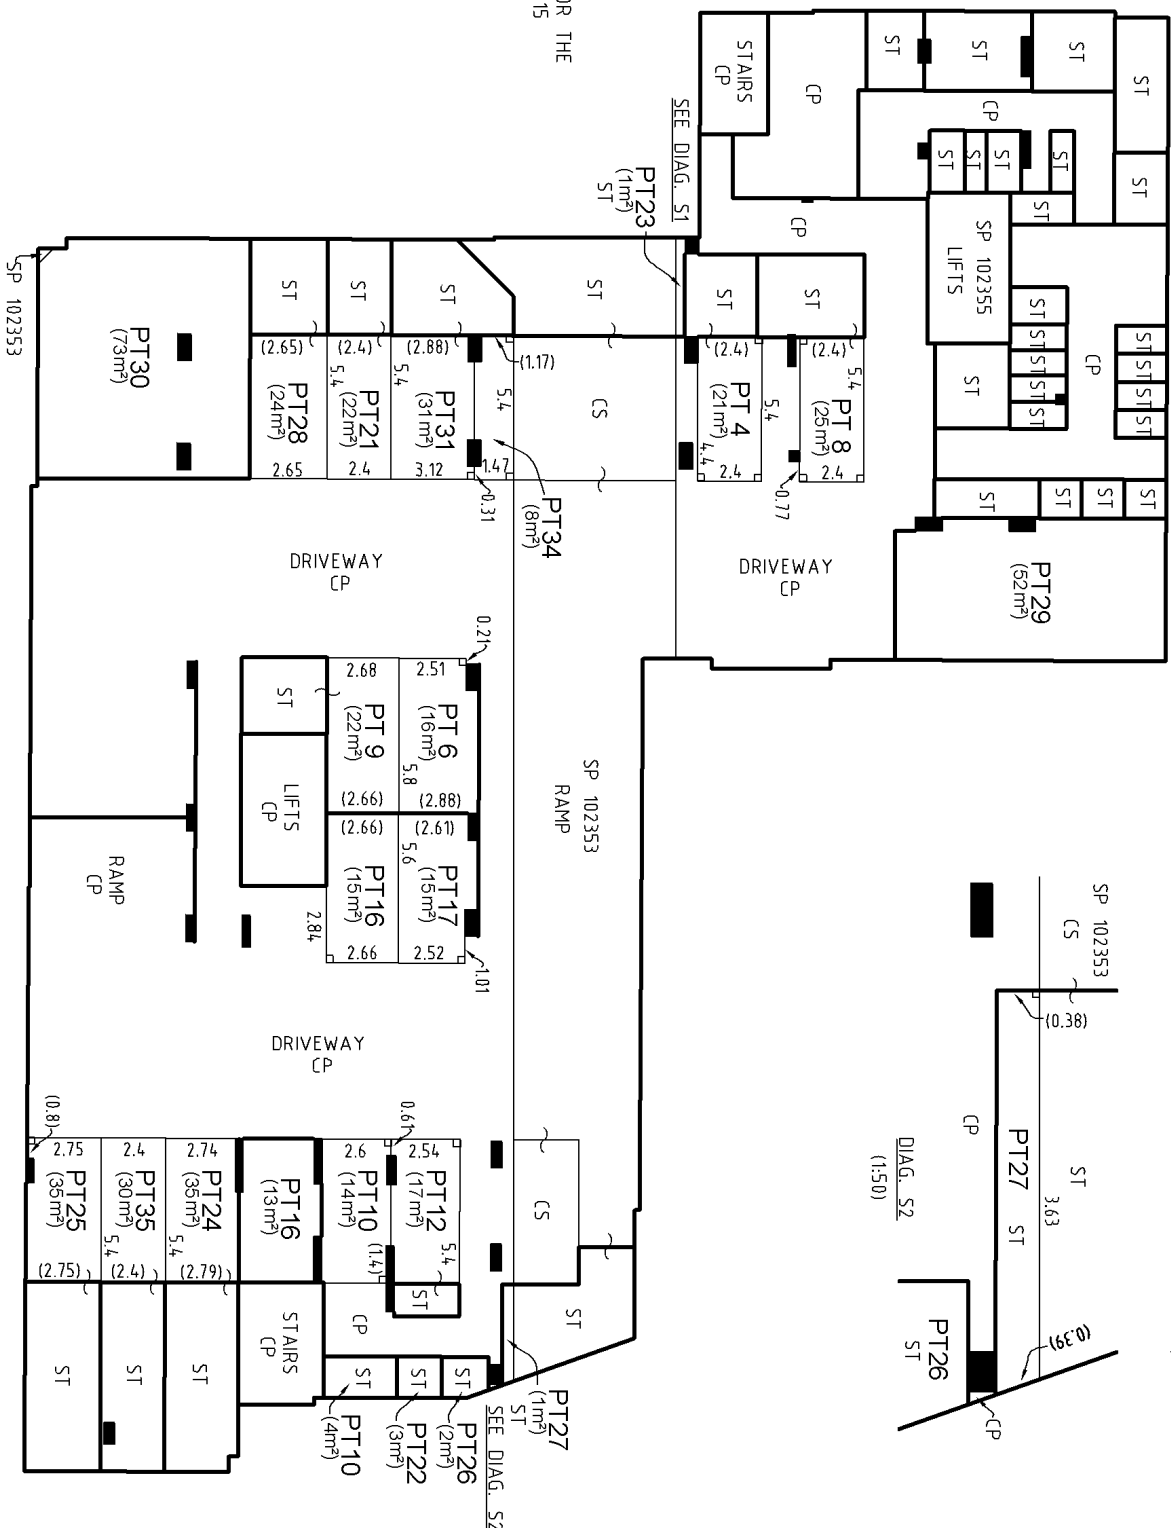 OR THE
15
STAIRS
CP
CP
ST
ST
ST
ST
CP
ST
ST
ST
ST
ST
ST
SEE DIAG. S1
PT23
(1m²)
ST
CP
SP 102355
LIFTS
CP
ST
ST
ST
ST
ST
ST
ST
ST
ST
ST
SP 102353
PT30
(73m²)
ST
ST
ST
ST
ST
ST
(2.65)
(2.4)
(2.88)
(1.17)
(2.4)
(2.4)
PT28
(24m²)
5.4
PT21
(22m²)
5.4
PT31
(31m²)
5.4
CS
PT 4
(21m²)
5.4
4.4
PT 8
(25m²)
5.4
2.65
2.4
3.12
1.47
2.4
2.4
0.31
0.77
PT34
(8m²)
ST
ST
ST
ST
PT29
(52m²)
DRIVEWAY
CP
DRIVEWAY
CP
0.21
2.68
2.51
ST
PT 9
(22m²)
PT 6
(16m²)
5.8
(2.66)
(2.88)
LIFTS
CP
(2.66)
(2.61)
PT16
(15m²)
5.6
PT17
(15m²)
2.84
2.66
2.52
1.01
RAMP
CP
SP 102353
RAMP
DRIVEWAY
CP
(0.8)
2.75
2.4
2.74
2.6
0.61
2.54
PT25
(35m²)
PT35
(30m²)
PT24
(35m²)
PT16
(13m²)
PT10
(14m²)
PT12
(17m²)
CS
5.4
5.4
(1.4)
5.4
(2.75)
(2.4)
(2.79)
ST
ST
ST
STAIRS
CP
CP
ST
ST
ST
ST
ST
PT10
(4m²)
PT22
(3m²)
PT26
(2m²)
PT27
(1m²)
ST
SEE DIAG. S2
SP 102353
CS
(0.38)
CP
PT27 ST
ST
3.63
DIAG. S2
(1:50)
PT26
ST
(0.39)
CP